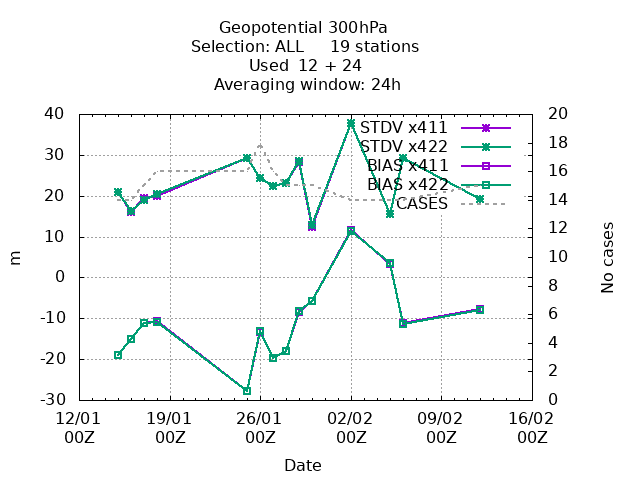 Geopotential 300hPa
Selection: ALL 19 stations
Used 12 + 24
Averaging window: 24h
40
30
20
10
0
-10
-20
-30
m
20
18
16
14
12
10
8
6
4
2
0
No cases
STDV x411
STDV x422
BIAS x411
BIAS x422
CASES
12/01 19/01 26/01 02/02 09/02 16/02
00Z 00Z 00Z 00Z 00Z 00Z
Date